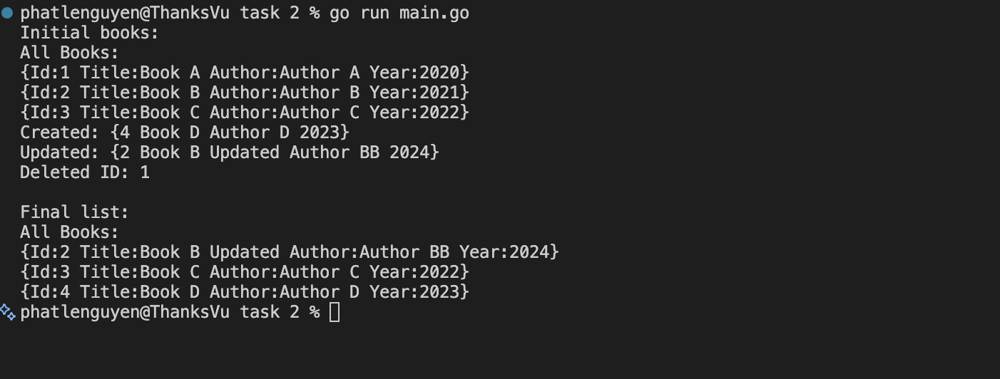 phatlenguyen@ThanksVu task 2 % go run main.go
Initial books:
All Books:
{Id:1 Title:Book A Author:Author A Year:2020}
{Id:2 Title:Book B Author:Author B Year:2021}
{Id:3 Title:Book C Author:Author C Year:2022}
Created: {4 Book D Author D 2023}
Updated: {2 Book B Updated Author BB 2024}
Deleted ID: 1

Final list:
All Books:
{Id:2 Title:Book B Updated Author:Author BB Year:2024}
{Id:3 Title:Book C Author:Author C Year:2022}
{Id:4 Title:Book D Author:Author D Year:2023}
phatlenguyen@ThanksVu task 2 %